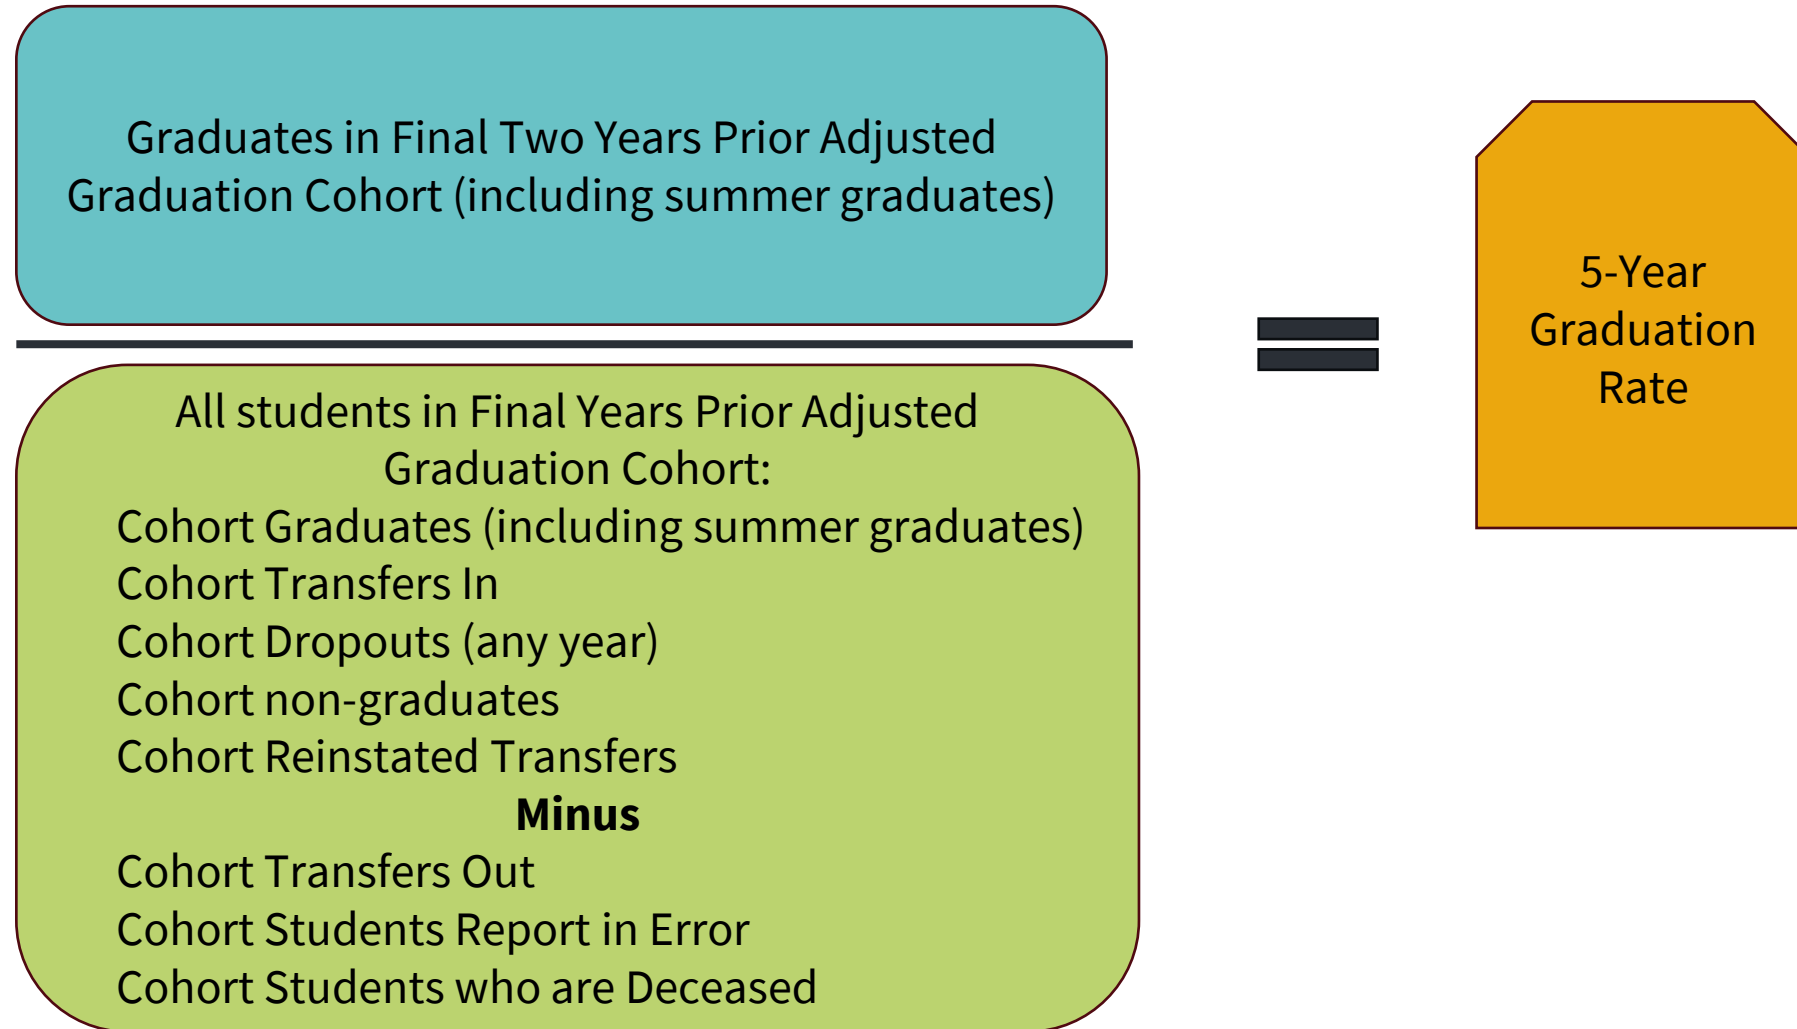 Graduates in Final Two Years Prior Adjusted
Graduation Cohort (including summer graduates)
All students in Final Years Prior Adjusted
Graduation Cohort:
Cohort Graduates (including summer graduates)
Cohort Transfers In
Cohort Dropouts (any year)
Cohort non-graduates
Cohort Reinstated Transfers
Minus
Cohort Transfers Out
Cohort Students Report in Error
Cohort Students who are Deceased
5-Year
Graduation
Rate